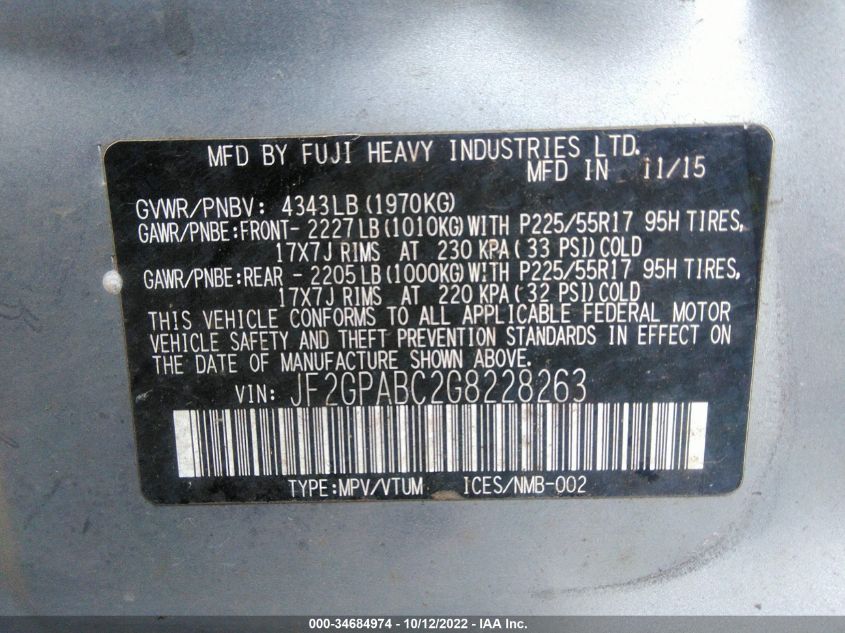 MFD BY FUJI HEAVY INDUSTRIES LTD.
MFD IN 11/15
GVWR/PNBV: 4343LB (1970KG)
GAWR/PNBE:FRONT- 2227LB (1010KG) WITH P225/55R17 95H TIRES,
17X7J RIMS AT 230 KPA (33 PSI) COLD
GAWR/PNBE:REAR - 2205LB (1000KG) WITH P225/55R17 95H TIRES,
17X7J RIMS AT 220 KPA (32 PSI) COLD
THIS VEHICLE CONFORMS TO ALL APPLICABLE FEDERAL MOTOR
VEHICLE SAFETY AND THEFT PREVENTION STANDARDS IN EFFECT ON
THE DATE OF MANUFACTURE SHOWN ABOVE.
VIN: JF2GPABC2G8228263
TYPE:MPV/VTUM ICES/NMB-002
000-34684974 - 10/12/2022 - IAA Inc.